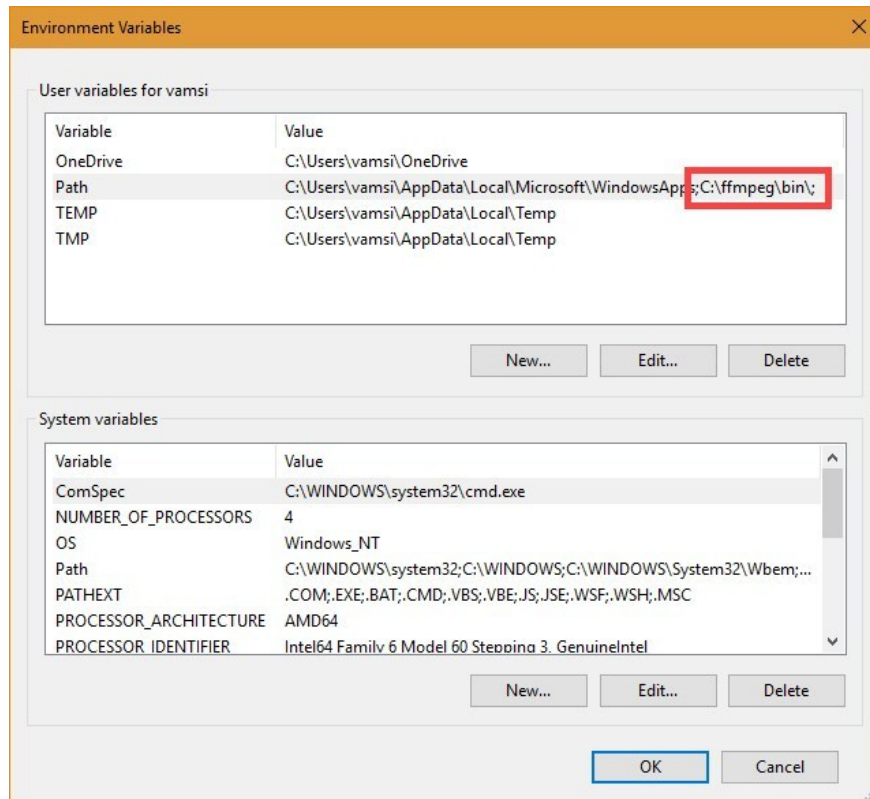 Environment Variables
User variables for vamsi
Variable Value
OneDrive C:\Users\vamsi\OneDrive
Path C:\Users\vamsi\AppData\Local\Microsoft\WindowsApps;C:\ffmpeg\bin\;
TEMP C:\Users\vamsi\AppData\Local\Temp
TMP C:\Users\vamsi\AppData\Local\Temp
New... Edit... Delete
System variables
Variable Value
ComSpec C:\WINDOWS\system32\cmd.exe
NUMBER_OF_PROCESSORS 4
OS Windows_NT
Path C:\WINDOWS\system32;C:\WINDOWS;C:\WINDOWS\System32\Wbem;...
PATHEXT .COM;.EXE;.BAT;.CMD;.VBS;.VBE;.JS;.JSE;.WSF;.WSH;.MSC
PROCESSOR_ARCHITECTURE AMD64
PROCESSOR_IDENTIFIER Intel64 Family 6 Model 60 Stepping 3, GenuineIntel
New... Edit... Delete
OK Cancel